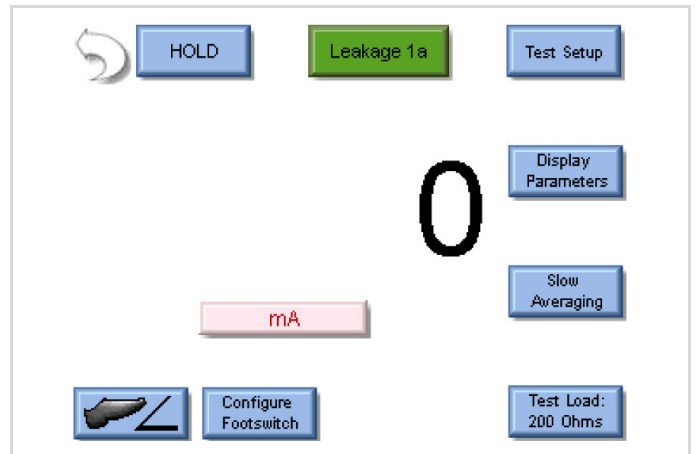 HOLD
Leakage 1a
Test Setup
Display
Parameters
0
Slow
Averaging
mA
Configure
Footswitch
Test Load:
200 Ohms